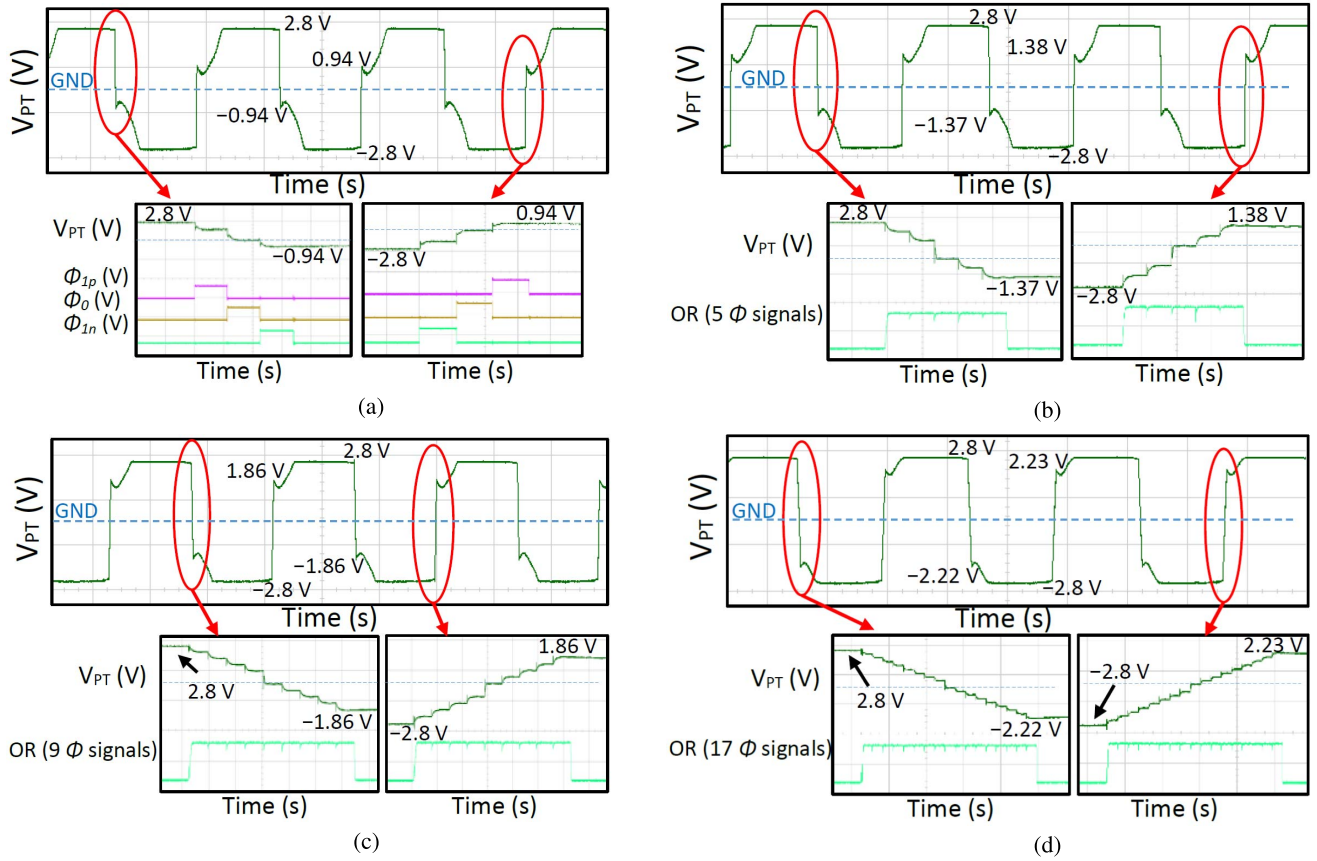 2.8 V
0.94 V
GND
−0.94 V
−2.8 V
V_PT (V)
Time (s)
2.8 V
V_PT (V)
−0.94 V
Φ_1p (V)
Φ_0 (V)
Φ_1n (V)
Time (s)
0.94 V
−2.8 V
Time (s)
(a)
2.8 V
1.38 V
GND
−1.37 V
−2.8 V
V_PT (V)
Time (s)
2.8 V
V_PT (V)
−1.37 V
OR (5 Φ signals)
Time (s)
1.38 V
−2.8 V
Time (s)
(b)
2.8 V
1.86 V
GND
−1.86 V
−2.8 V
V_PT (V)
Time (s)
V_PT (V)
2.8 V
−1.86 V
OR (9 Φ signals)
Time (s)
1.86 V
−2.8 V
Time (s)
(c)
2.8 V
2.23 V
GND
−2.22 V
−2.8 V
V_PT (V)
Time (s)
V_PT (V)
2.8 V
−2.22 V
OR (17 Φ signals)
Time (s)
2.23 V
−2.8 V
Time (s)
(d)